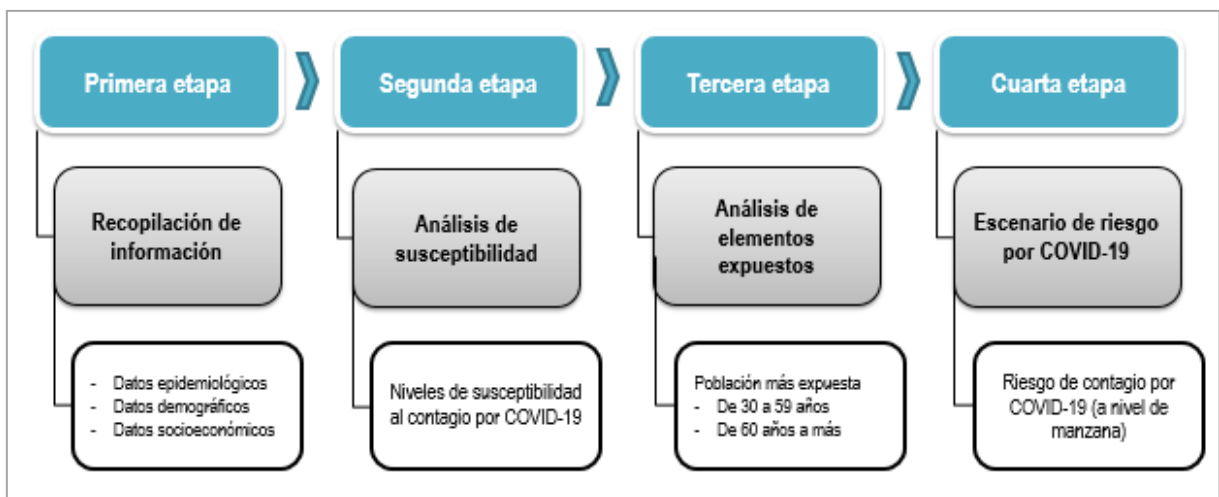 Primera etapa
Segunda etapa
Tercera etapa
Cuarta etapa
Recopilación de
información
Análisis de
susceptibilidad
Análisis de
elementos
expuestos
Escenario de riesgo
por COVID-19
- Datos epidemiológicos
- Datos demográficos
- Datos socioeconómicos
Niveles de susceptibilidad
al contagio por COVID-19
Población más expuesta
- De 30 a 59 años
- De 60 años a más
Riesgo de contagio por
COVID-19 (a nivel de
manzana)